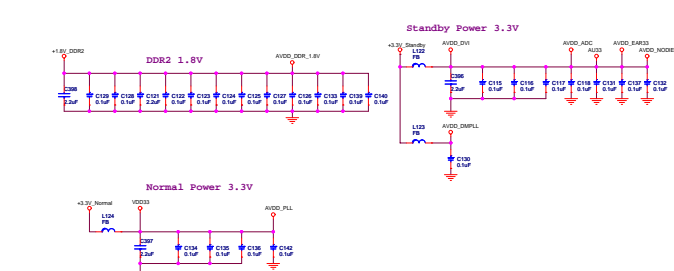 Standby Power 3.3V
+3.3V_Standby
L122
FB
AVDD_DVI
AVDD_ADC
AU33
AVDD_EAR33
AVDD_NODIE
C396
2.2uF
C115
0.1uF
C116
0.1uF
C117
0.1uF
C118
0.1uF
C131
0.1uF
C137
0.1uF
C132
0.1uF
L123
FB
AVDD_DMPLL
C130
0.1uF
DDR2 1.8V
+1.8V_DDR2
AVDD_DDR_1.8V
C398
2.2uF
C129
0.1uF
C128
0.1uF
C121
2.2uF
C122
0.1uF
C123
0.1uF
C124
0.1uF
C125
0.1uF
C127
0.1uF
C126
0.1uF
C133
0.1uF
C139
0.1uF
C140
0.1uF
Normal Power 3.3V
+3.3V_Normal
L124
FB
VDD33
AVDD_PLL
C397
2.2uF
C134
0.1uF
C135
0.1uF
C136
0.1uF
C142
0.1uF